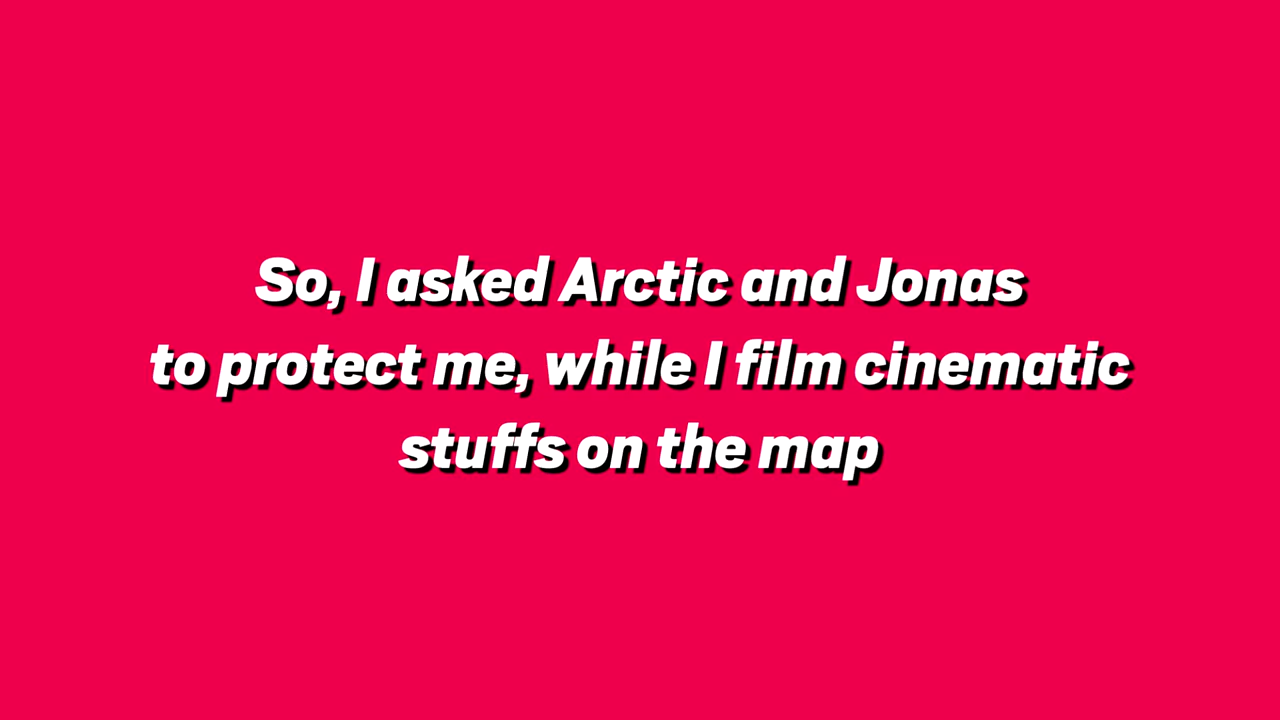 So, I asked Arctic and Jonas
to protect me, while I film cinematic
stuffs on the map